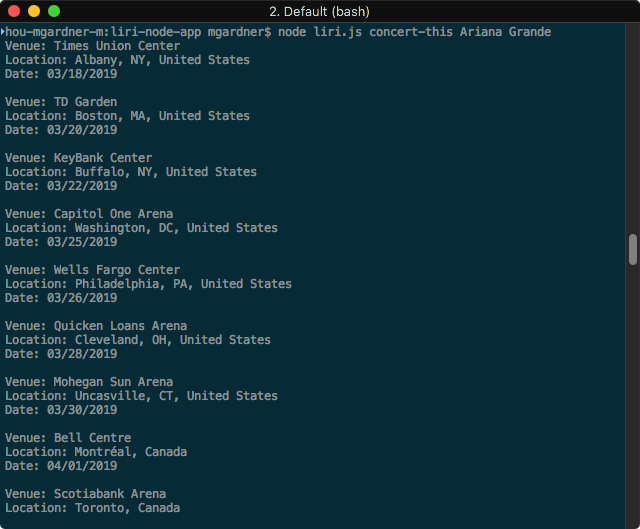 2. Default (bash)
hou-mgardner-m:liri-node-app mgardner$ node liri.js concert-this Ariana Grande
Venue: Times Union Center
Location: Albany, NY, United States
Date: 03/18/2019
Venue: TD Garden
Location: Boston, MA, United States
Date: 03/20/2019
Venue: KeyBank Center
Location: Buffalo, NY, United States
Date: 03/22/2019
Venue: Capitol One Arena
Location: Washington, DC, United States
Date: 03/25/2019
Venue: Wells Fargo Center
Location: Philadelphia, PA, United States
Date: 03/26/2019
Venue: Quicken Loans Arena
Location: Cleveland, OH, United States
Date: 03/28/2019
Venue: Mohegan Sun Arena
Location: Uncasville, CT, United States
Date: 03/30/2019
Venue: Bell Centre
Location: Montréal, Canada
Date: 04/01/2019
Venue: Scotiabank Arena
Location: Toronto, Canada